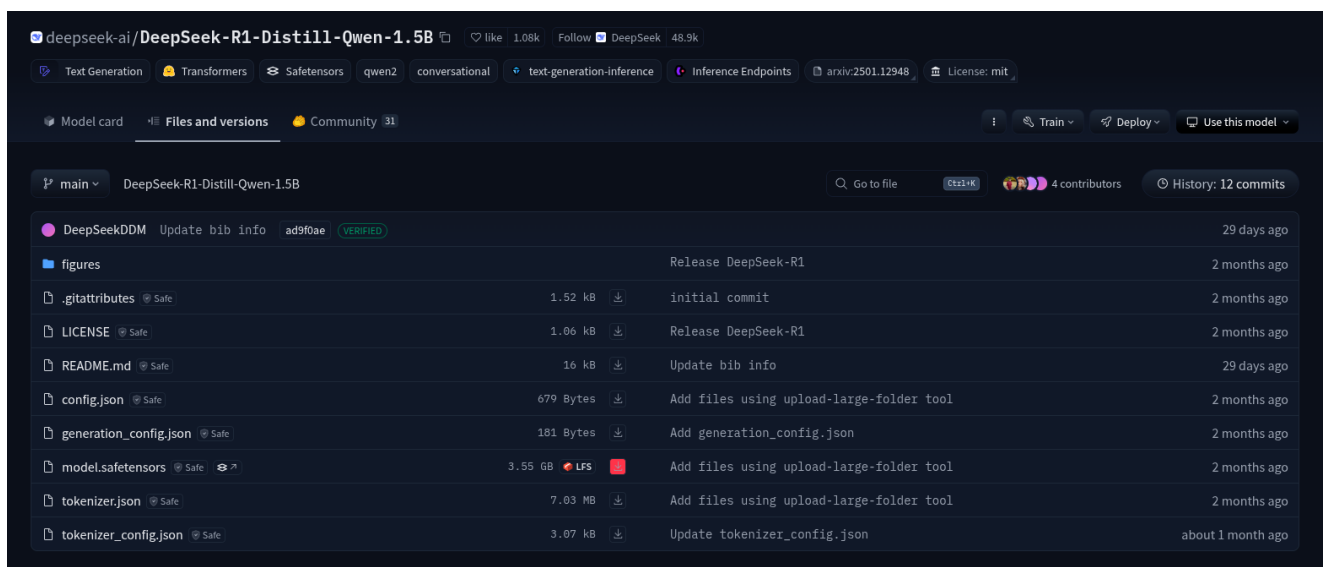 deepseek-ai/DeepSeek-R1-Distill-Qwen-1.5B like 1.08k Follow DeepSeek 48.9k
Text Generation Transformers Safetensors qwen2 conversational text-generation-inference Inference Endpoints arxiv:2501.12948 License: mit
Model card Files and versions Community 31 Train Deploy Use this model
main DeepSeek-R1-Distill-Qwen-1.5B Go to file Ctrl+K 4 contributors History: 12 commits
DeepSeekDDM Update bib info ad9f0ae VERIFIED 29 days ago
figures Release DeepSeek-R1 2 months ago
.gitattributes Safe 1.52 kB initial commit 2 months ago
LICENSE Safe 1.06 kB Release DeepSeek-R1 2 months ago
README.md Safe 16 kB Update bib info 29 days ago
config.json Safe 679 Bytes Add files using upload-large-folder tool 2 months ago
generation_config.json Safe 181 Bytes Add generation_config.json 2 months ago
model.safetensors Safe 3.55 GB LFS Add files using upload-large-folder tool 2 months ago
tokenizer.json Safe 7.03 MB Add files using upload-large-folder tool 2 months ago
tokenizer_config.json Safe 3.07 kB Update tokenizer_config.json about 1 month ago